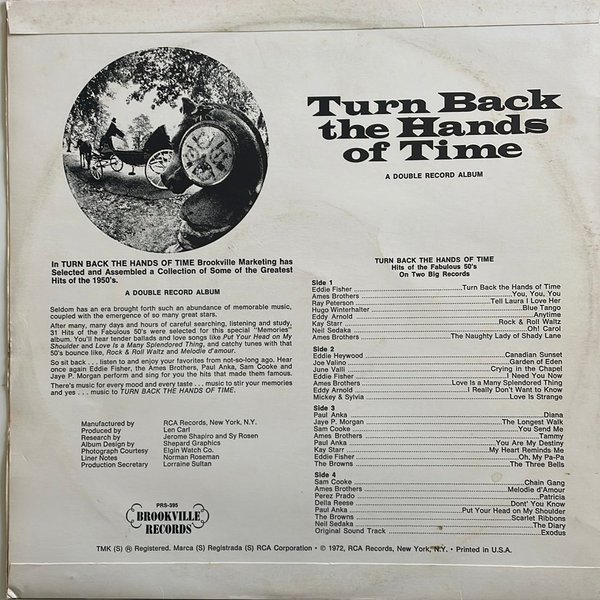 Turn Back
the Hands
of Time
A DOUBLE RECORD ALBUM
In TURN BACK THE HANDS OF TIME Brookville Marketing has
Selected and Assembled a Collection of Some of the Greatest
Hits of the 1950's.
A DOUBLE RECORD ALBUM
Seldom has an era brought forth such an abundance of memorable music,
coupled with the emergence of so many great stars.
After many, many days and hours of careful searching, listening and study,
31 Hits of the Fabulous 50's were selected for this special "Memories"
album. You'll hear tender ballads and love songs like Put Your Head on My
Shoulder and Love Is a Many Splendored Thing, and catchy tunes with that
50's bounce like, Rock & Roll Waltz and Melodie d'amour.
So sit back . . . listen to and enjoy your favorites from not-so-long ago. Hear
once again Eddie Fisher, the Ames Brothers, Paul Anka, Sam Cooke and
Jaye P. Morgan perform and sing for you the hits that made them famous.
There's music for every mood and every taste . . . music to stir your memories
and yes . . . music to TURN BACK THE HANDS OF TIME.
Manufactured by RCA Records, New York, N.Y.
Produced by Len Carl
Research by Jerome Shapiro and Sy Rosen
Album Design by Shepard Graphics
Photograph Courtesy Elgin Watch Co.
Liner Notes Norman Roseman
Production Secretary Lorraine Sultan
PRS-395
BROOKVILLE
RECORDS
TURN BACK THE HANDS OF TIME
Hits of the Fabulous 50's
On Two Big Records
Side 1
Eddie Fisher Turn Back the Hands of Time
Ames Brothers You, You, You
Ray Peterson Tell Laura I Love Her
Hugo Winterhalter Blue Tango
Eddy Arnold Anytime
Kay Starr Rock & Roll Waltz
Neil Sedaka Oh! Carol
Ames Brothers The Naughty Lady of Shady Lane
Side 2
Eddie Heywood Canadian Sunset
Joe Valino Garden of Eden
June Valli Crying in the Chapel
Eddie Fisher I Need You Now
Ames Brothers Love Is a Many Splendored Thing
Eddy Arnold I Really Don't Want to Know
Mickey & Sylvia Love Is Strange
Side 3
Paul Anka Diana
Jaye P. Morgan The Longest Walk
Sam Cooke You Send Me
Ames Brothers Tammy
Paul Anka You Are My Destiny
Kay Starr My Heart Reminds Me
Eddie Fisher Oh, My Pa-Pa
The Browns The Three Bells
Side 4
Sam Cooke Chain Gang
Ames Brothers Melodie d'Amour
Perez Prado Patricia
Della Reese Dont' You Know
Paul Anka Put Your Head on My Shoulder
The Browns Scarlet Ribbons
Neil Sedaka The Diary
Original Sound Track Exodus
TMK (S) ® Registered. Marca (S) Registrada (S) RCA Corporation • © 1972, RCA Records, New York, N.Y. • Printed in U.S.A.